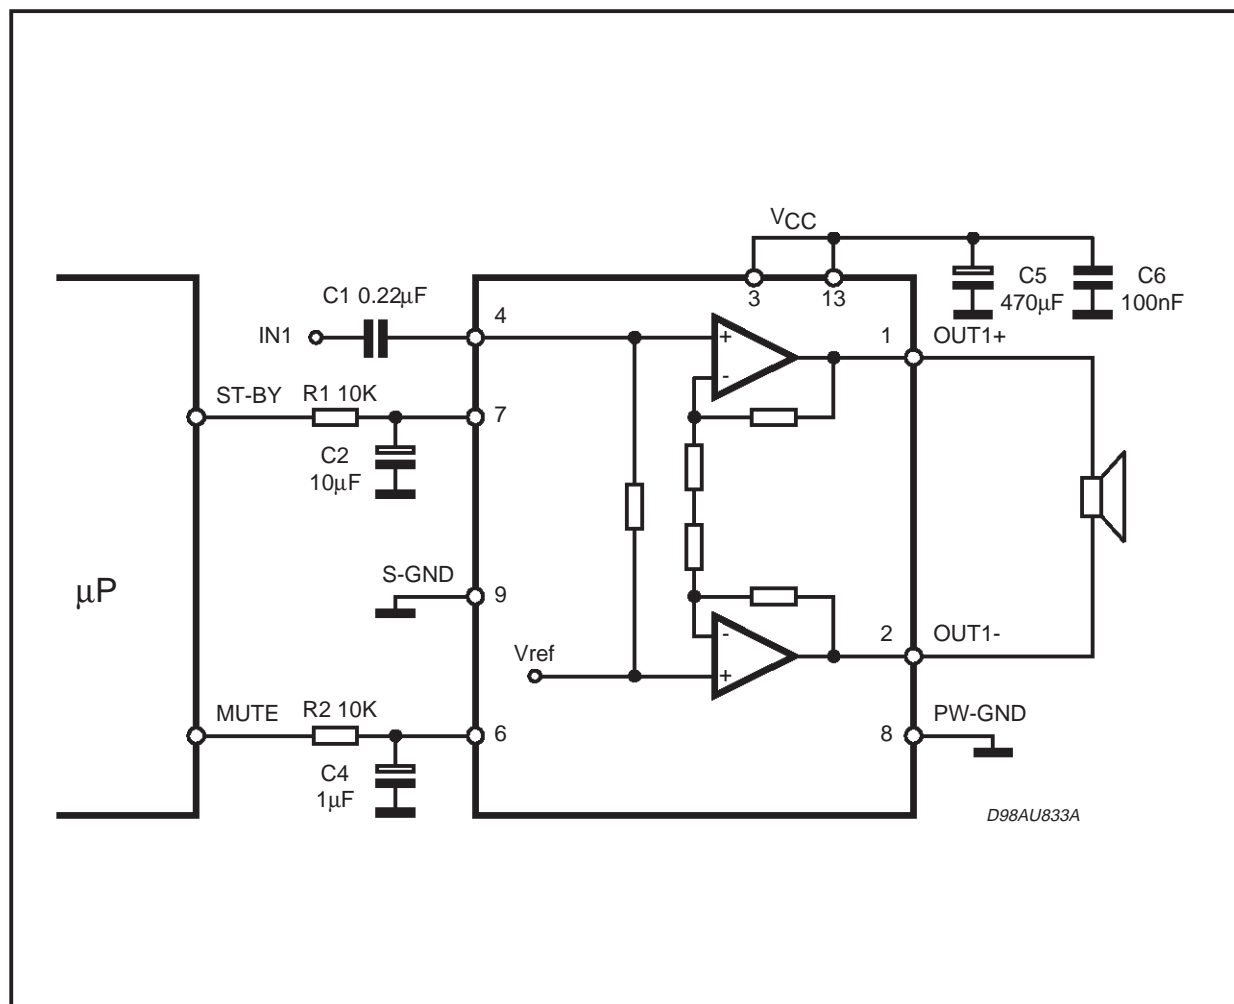 VCC
3
13
C5
470μF
C6
100nF
C1 0.22μF
IN1
4
+
-
1
OUT1+
ST-BY
R1 10K
7
C2
10μF
μP
S-GND
9
Vref
-
+
2
OUT1-
MUTE
R2 10K
6
C4
1μF
8
PW-GND
D98AU833A